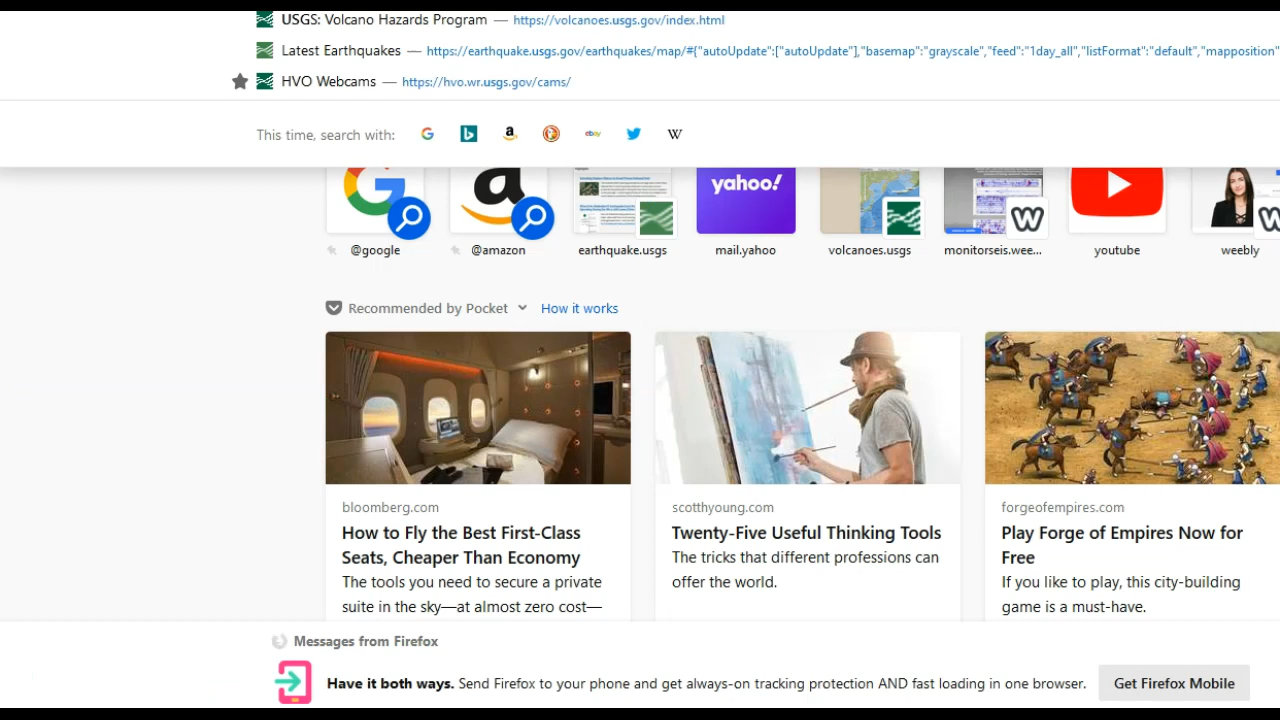 USGS: Volcano Hazards Program — https://volcanoes.usgs.gov/index.html
Latest Earthquakes — https://earthquake.usgs.gov/earthquakes/map/#{"autoUpdate":["autoUpdate"],"basemap":"grayscale","feed":"1day_all","listFormat":"default","mapposition"
HVO Webcams — https://hvo.wr.usgs.gov/cams/
This time, search with: G b a ebay W
yahoo!
@google @amazon earthquake.usgs mail.yahoo volcanoes.usgs monitorseis.wee... youtube weebly
Recommended by Pocket How it works
bloomberg.com
How to Fly the Best First-Class
Seats, Cheaper Than Economy
The tools you need to secure a private
suite in the sky—at almost zero cost—
scotthyoung.com
Twenty-Five Useful Thinking Tools
The tricks that different professions can
offer the world.
forgeofempires.com
Play Forge of Empires Now for
Free
If you like to play, this city-building
game is a must-have.
Messages from Firefox
Have it both ways. Send Firefox to your phone and get always-on tracking protection AND fast loading in one browser.
Get Firefox Mobile